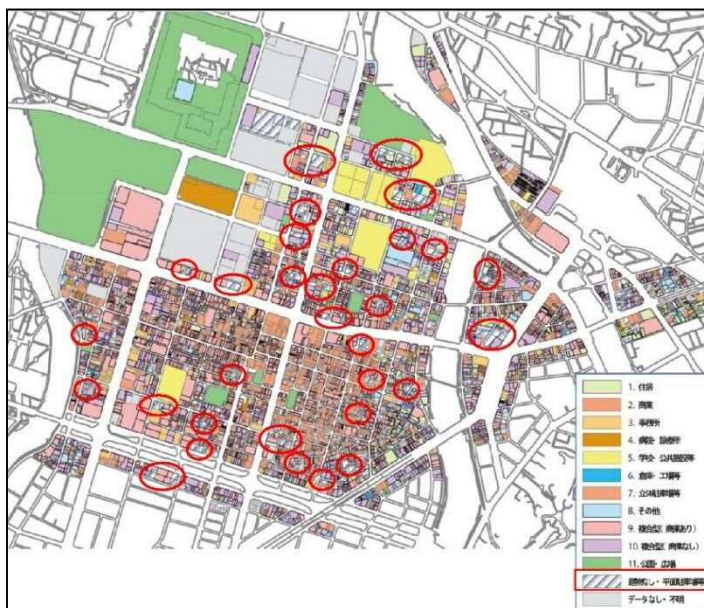 1. 住居
2. 商業
3. 事務所
4. 病院・診療所
5. 学校・公共施設等
6. 倉庫・工場等
7. 立体駐車場等
8. その他
9. 複合型(商業あり)
10. 複合型(商業なし)
11. 公園・広場
建物なし・平面駐車場等
データなし・不明